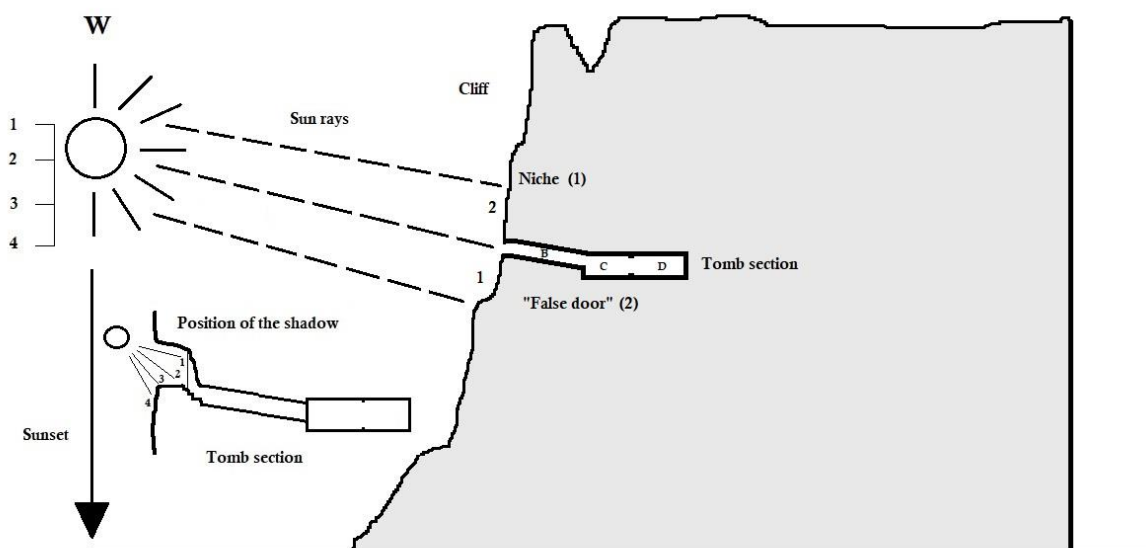 W
Cliff
1
2
3
4
Sun rays
Niche (1)
2
B
C
D
Tomb section
1
"False door" (2)
Position of the shadow
1
2
3
4
Sunset
Tomb section